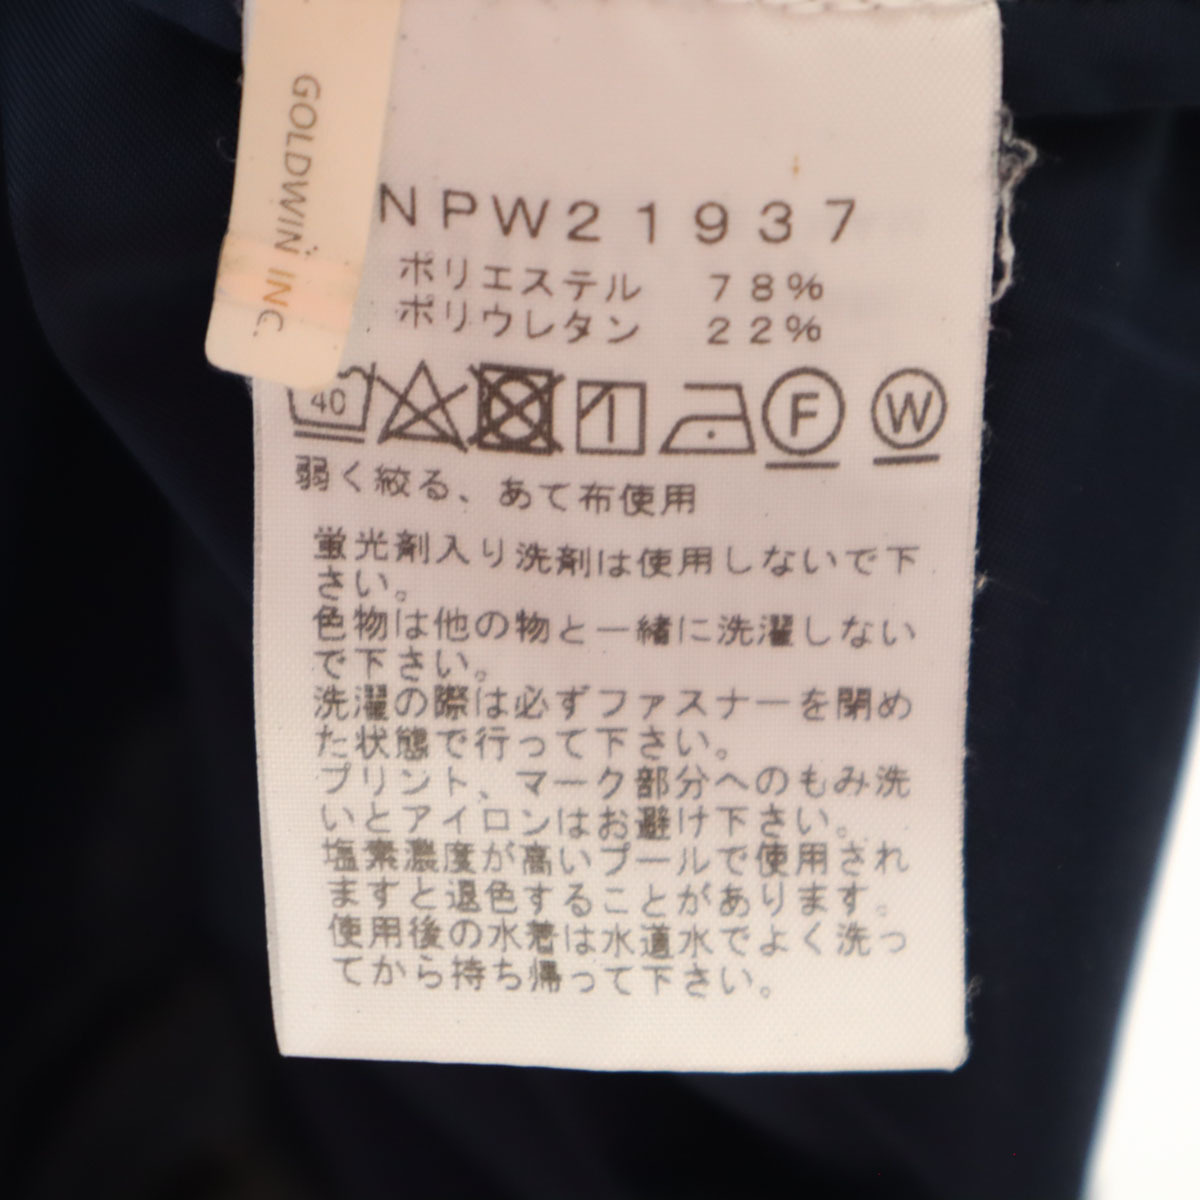 GOLDWIN INC.
NPW21937
ポリエステル 78%
ポリウレタン 22%
40 F W
弱く絞る、あて布使用
蛍光剤入り洗剤は使用しないで下
さい。
色物は他の物と一緒に洗濯しない
で下さい。
洗濯の際は必ずファスナーを閉め
た状態で行って下さい。
プリント、マーク部分へのもみ洗
いとアイロンはお避け下さい。
塩素濃度が高いプールで使用され
ますと退色することがあります。
使用後の水着は水道水でよく洗っ
てから持ち帰って下さい。